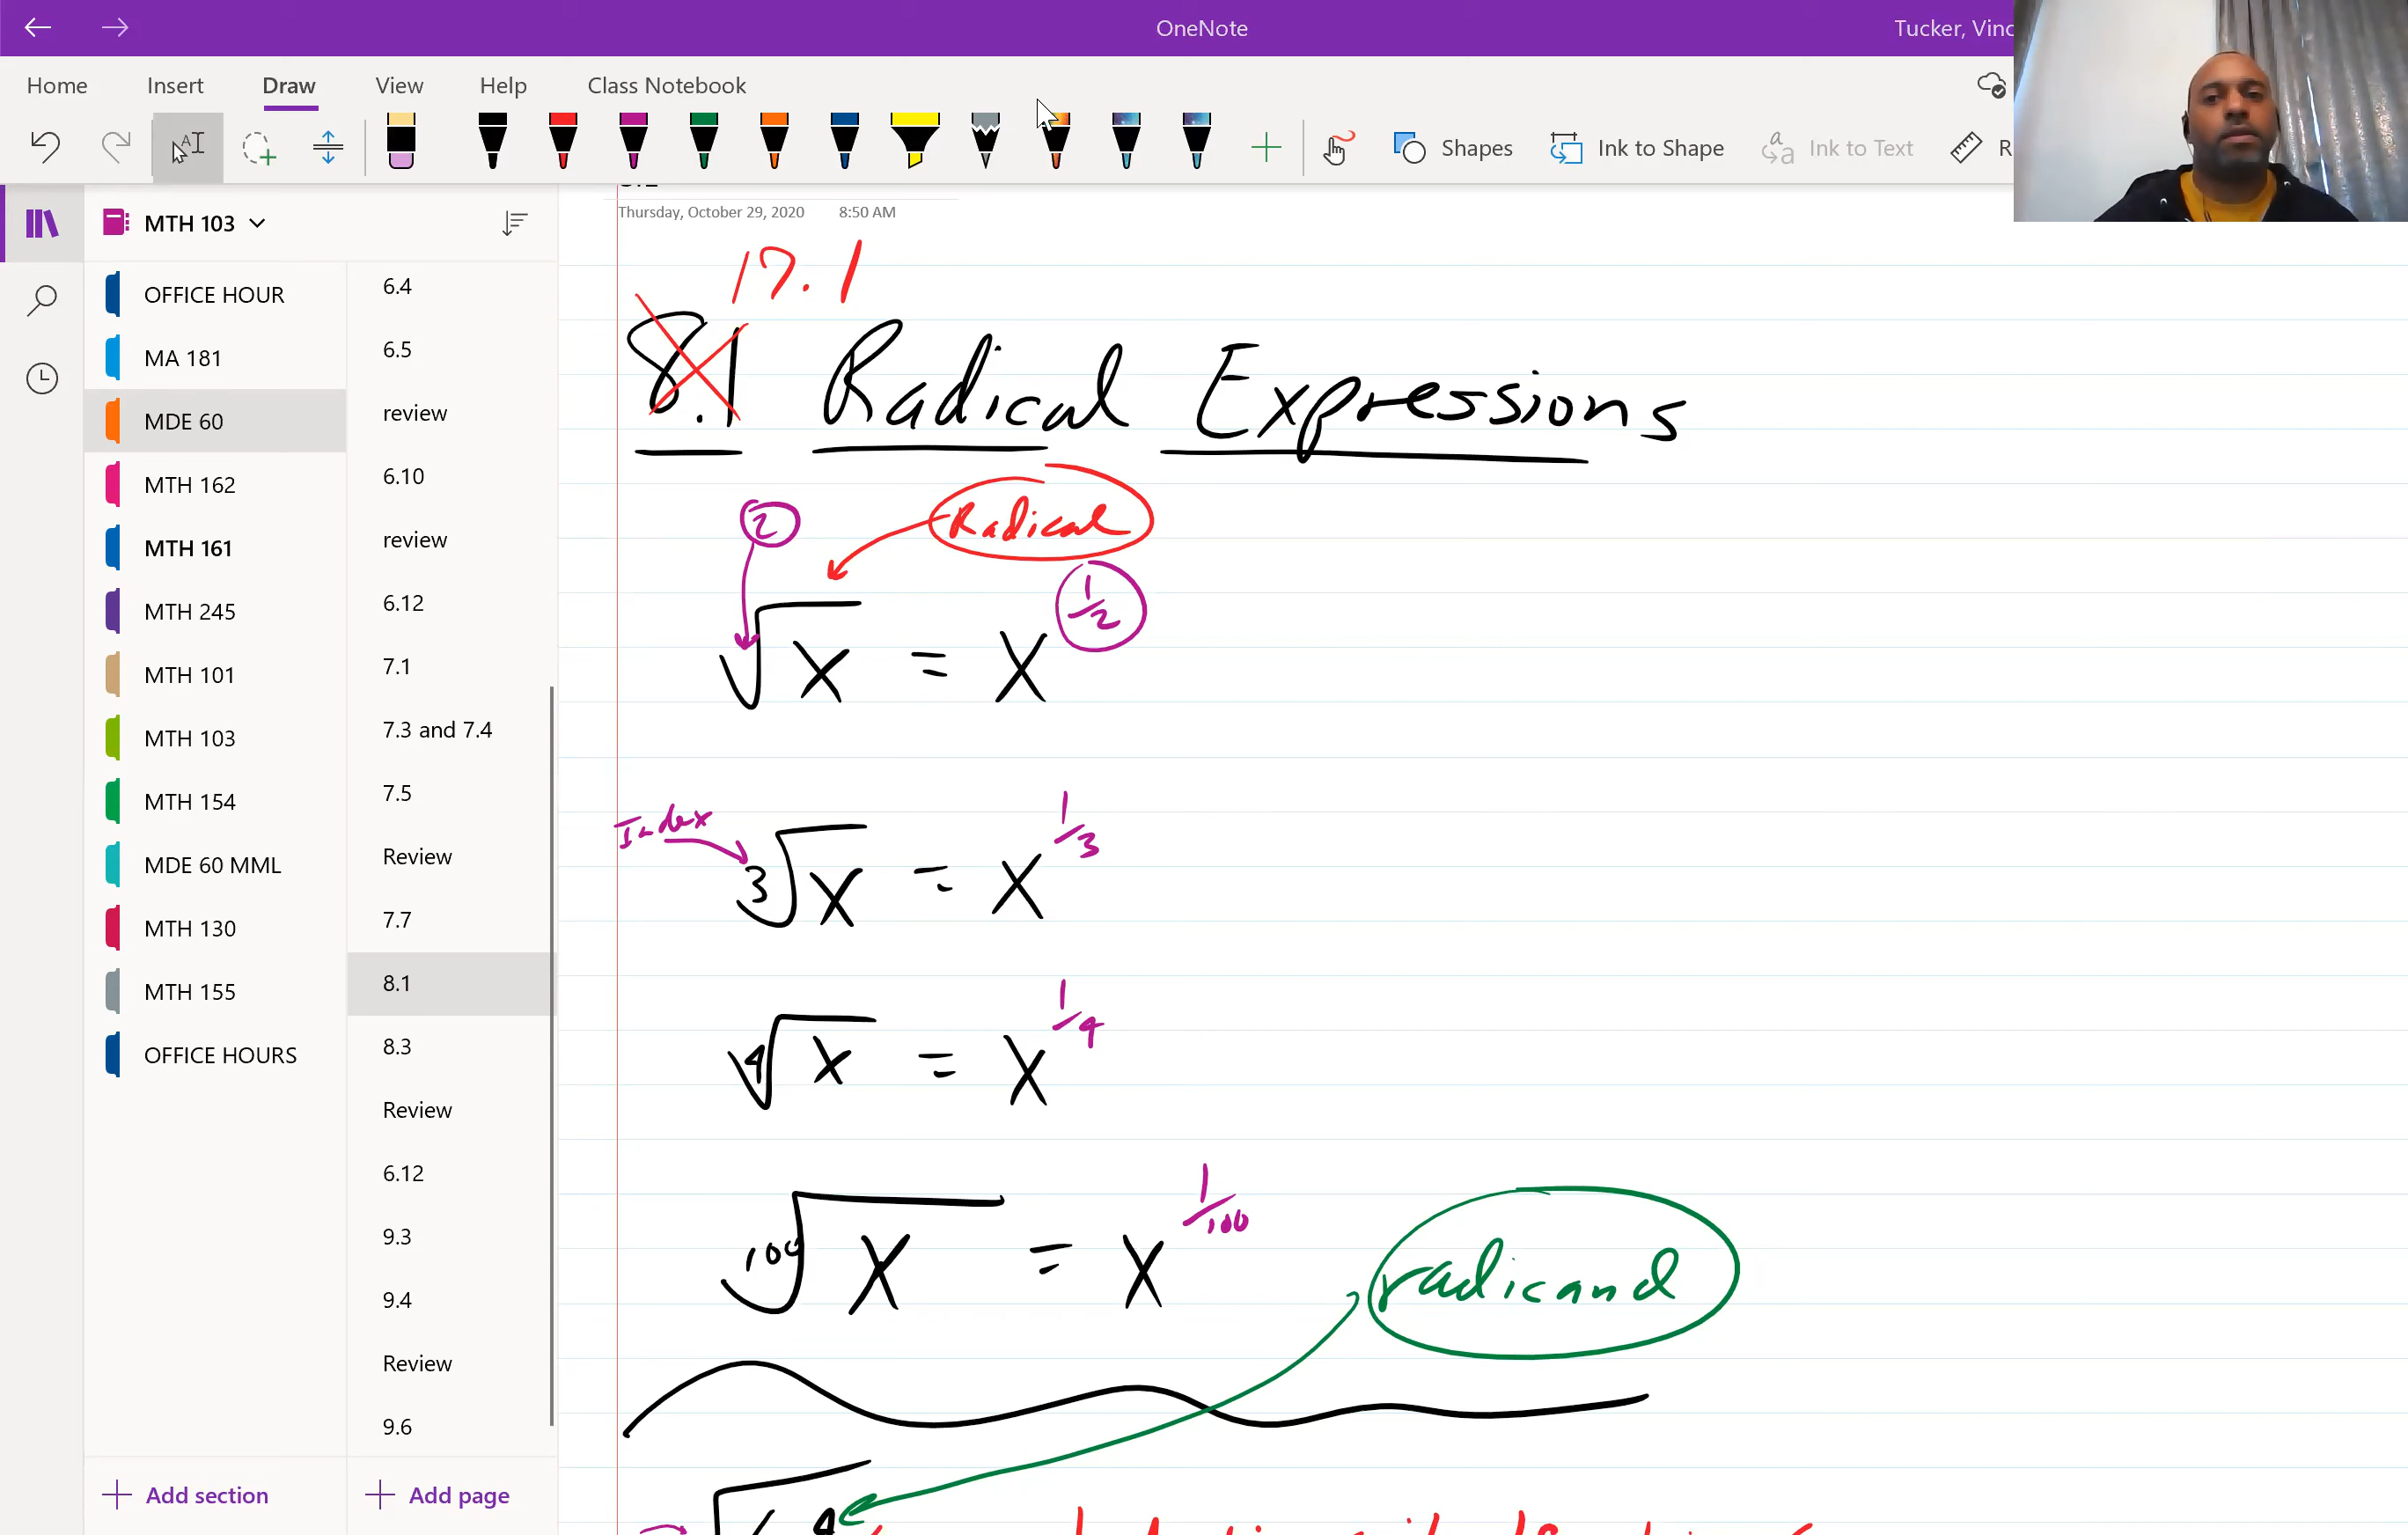 OneNote
Tucker, Vinc
Home Insert Draw View Help Class Notebook
Shapes Ink to Shape Ink to Text R
MTH 103
OFFICE HOUR
MA 181
MDE 60
MTH 162
MTH 161
MTH 245
MTH 101
MTH 103
MTH 154
MDE 60 MML
MTH 130
MTH 155
OFFICE HOURS
Add section
6.4
6.5
review
6.10
review
6.12
7.1
7.3 and 7.4
7.5
Review
7.7
8.1
8.3
Review
6.12
9.3
9.4
Review
9.6
Add page
Thursday, October 29, 2020 8:50 AM
17.1
8.1 Radical Expressions
2 Radical
√x = x^1/2
Index
3√x = x^1/3
4√x = x^1/4
100√x = x^1/100
radicand